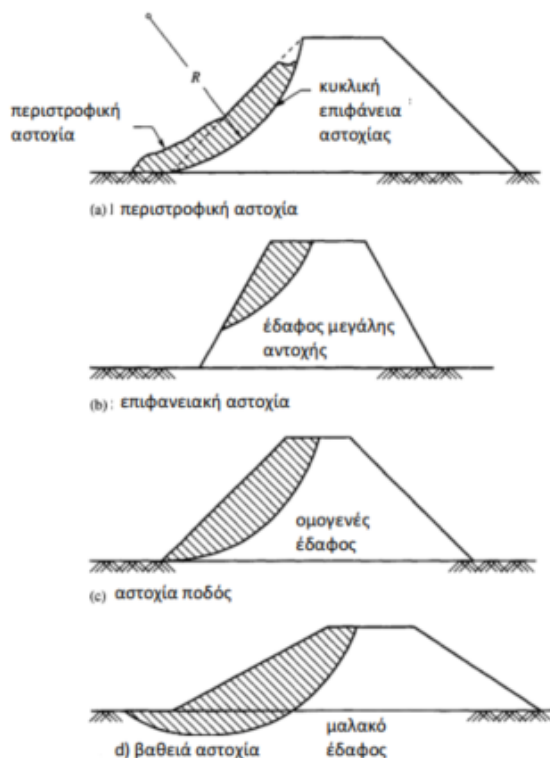 R
περιστροφική
αστοχία
κυκλική
επιφάνεια
αστοχίας
(a) | περιστροφική αστοχία
έδαφος μεγάλης
αντοχής
(b) : επιφανειακή αστοχία
ομογενές
έδαφος
(c) αστοχία ποδός
μαλακό
έδαφος
d) βαθειά αστοχία